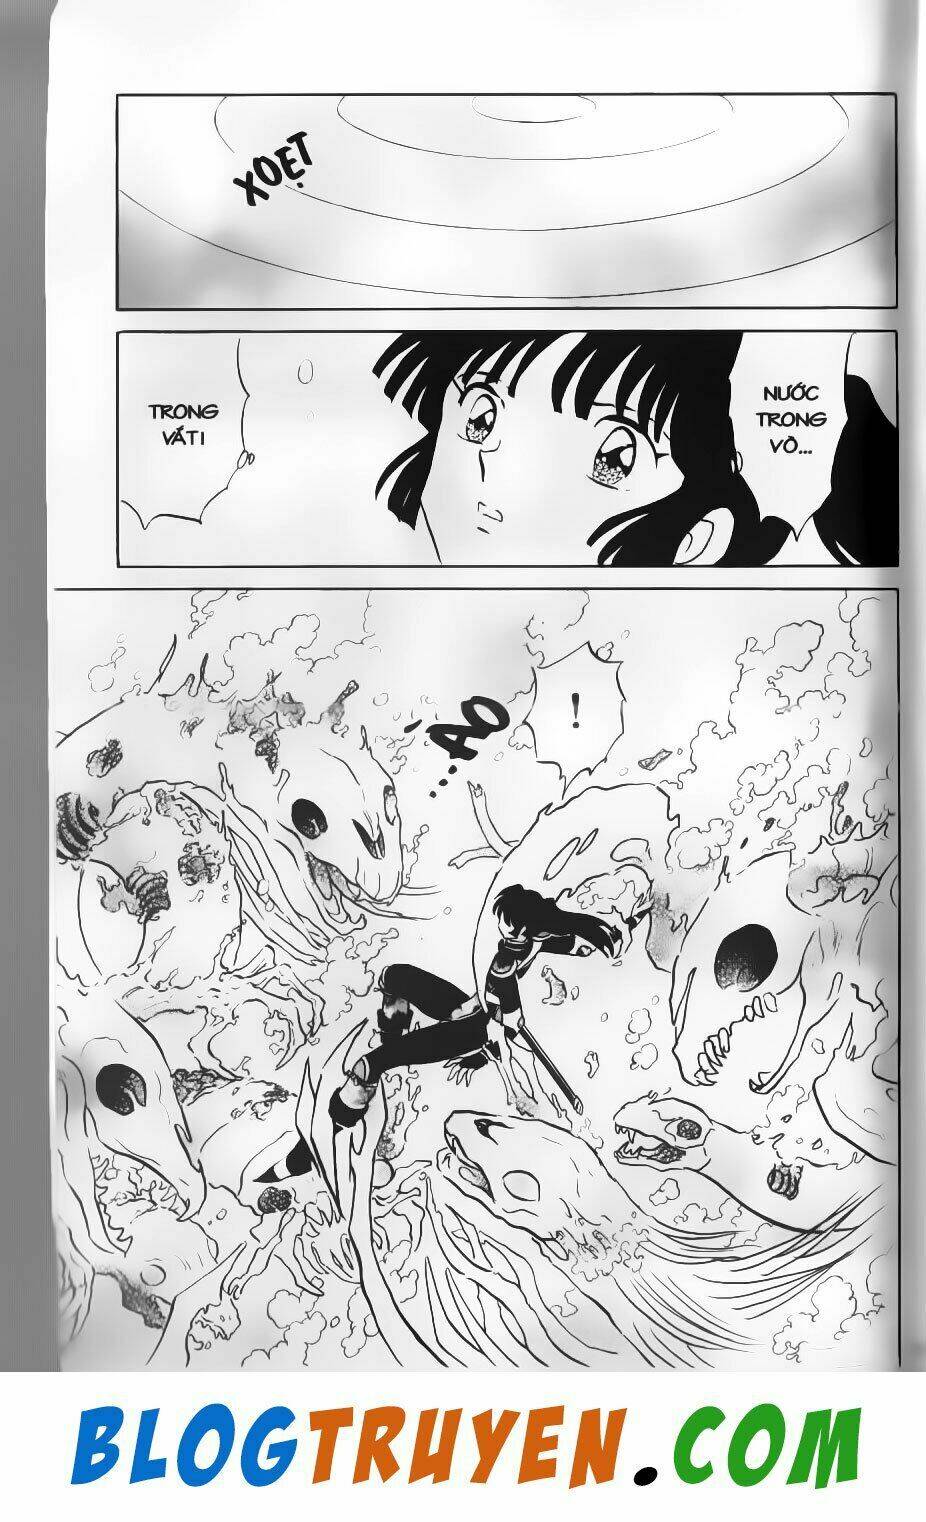 XOẸT
NƯỚC
TRONG
VÒ...
TRONG
VẮT!
!
...ÀO
BLOGTRUYEN.COM